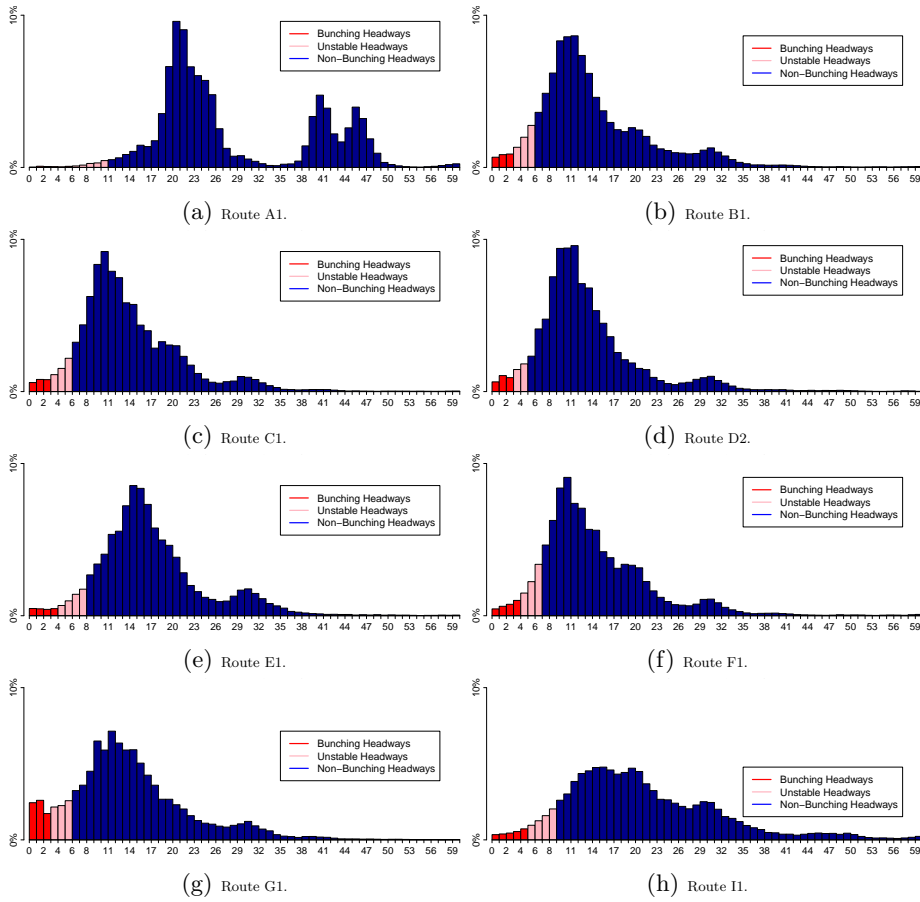 10%
0%
Bunching Headways
Unstable Headways
Non−Bunching Headways
0 2 4 6 8 11 14 17 20 23 26 29 32 35 38 41 44 47 50 53 56 59
(a) Route A1.
10%
0%
Bunching Headways
Unstable Headways
Non−Bunching Headways
0 2 4 6 8 11 14 17 20 23 26 29 32 35 38 41 44 47 50 53 56 59
(b) Route B1.
10%
0%
Bunching Headways
Unstable Headways
Non−Bunching Headways
0 2 4 6 8 11 14 17 20 23 26 29 32 35 38 41 44 47 50 53 56 59
(c) Route C1.
10%
0%
Bunching Headways
Unstable Headways
Non−Bunching Headways
0 2 4 6 8 11 14 17 20 23 26 29 32 35 38 41 44 47 50 53 56 59
(d) Route D2.
10%
0%
Bunching Headways
Unstable Headways
Non−Bunching Headways
0 2 4 6 8 11 14 17 20 23 26 29 32 35 38 41 44 47 50 53 56 59
(e) Route E1.
10%
0%
Bunching Headways
Unstable Headways
Non−Bunching Headways
0 2 4 6 8 11 14 17 20 23 26 29 32 35 38 41 44 47 50 53 56 59
(f) Route F1.
10%
0%
Bunching Headways
Unstable Headways
Non−Bunching Headways
0 2 4 6 8 11 14 17 20 23 26 29 32 35 38 41 44 47 50 53 56 59
(g) Route G1.
10%
0%
Bunching Headways
Unstable Headways
Non−Bunching Headways
0 2 4 6 8 11 14 17 20 23 26 29 32 35 38 41 44 47 50 53 56 59
(h) Route I1.